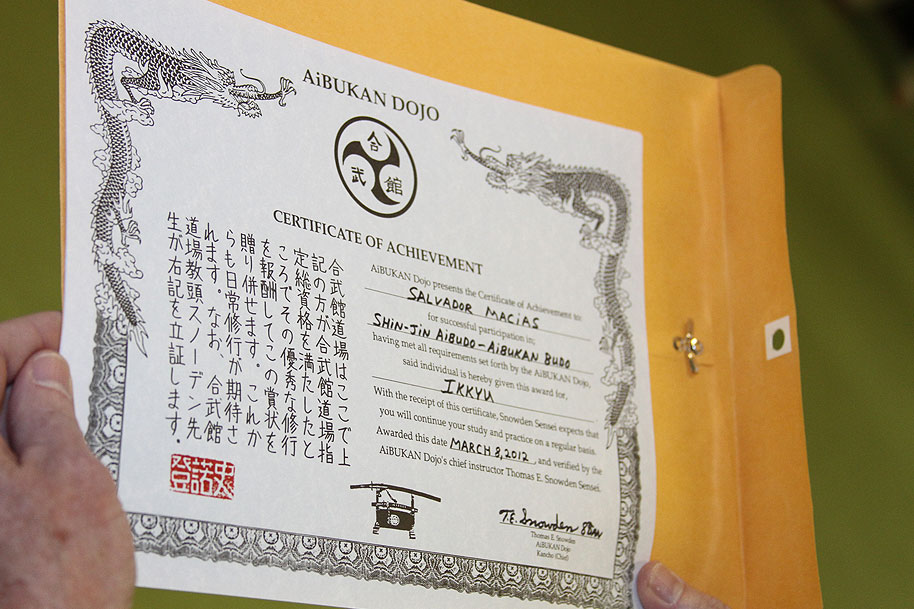 AiBUKAN DOJO
合
武 館
CERTIFICATE OF ACHIEVEMENT
合武館道場はここで上
記の方が合武館道場指
定総資格を満たしたと
ころでその優秀な修行
を報酬してこの賞状を
贈り併せます。これか
らも日常修行が期待さ
れます。なお、合武館
道場教頭スノーデン先
生が右記を立証します。
AiBUKAN Dojo presents the Certificate of Achievement to:
SALVADOR MACiAS
for successful participation in;
SHiN-JiN AiBUDO-AiBUKAN BUDO
having met all requirements set forth by the AiBUKAN Dojo,
said individual is hereby given this award for,
IKKYU
With the receipt of this certificate, Snowden Sensei expects that
you will continue your study and practice on a regular basis.
Awarded this date MARCH 8, 2012, and verified by the
AiBUKAN Dojo's chief instructor Thomas E. Snowden Sensei.
T.E. Snowden
Thomas E. Snowden
AiBUKAN Dojo
Kancho (Chief)